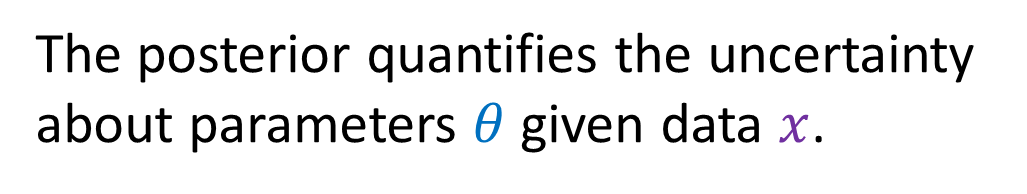 The posterior quantifies the uncertainty
about parameters θ given data x.